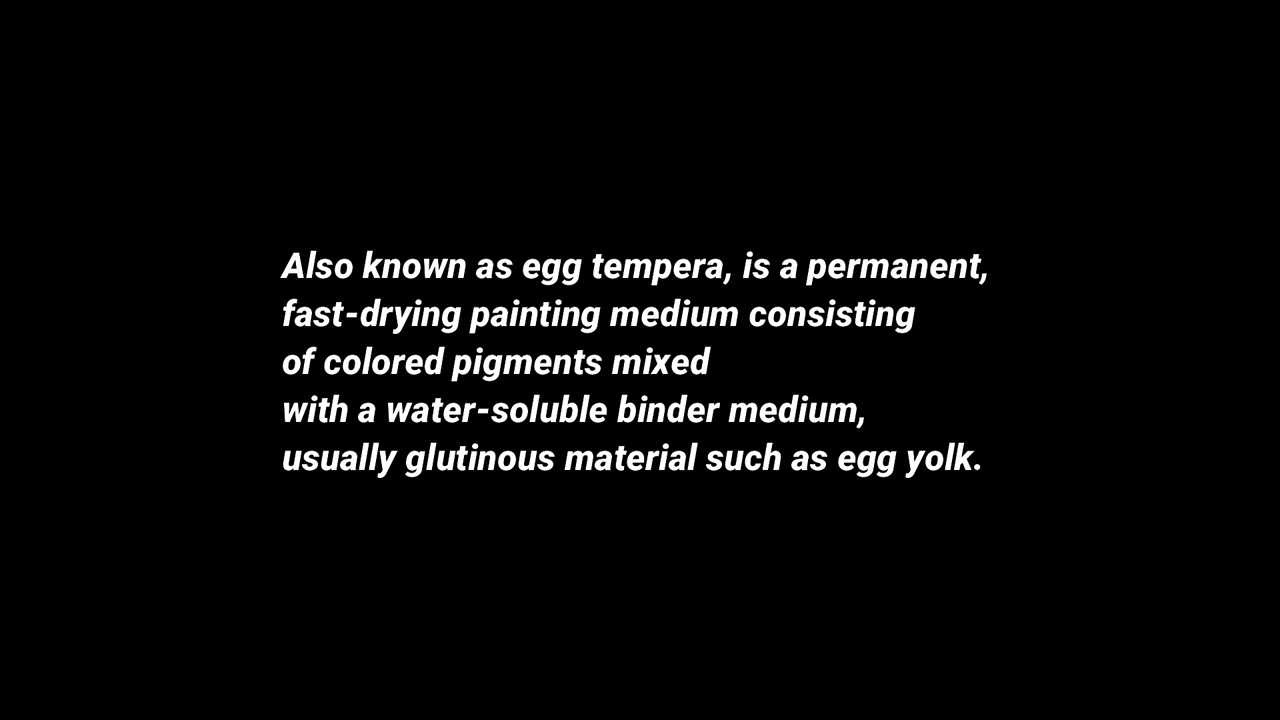 Also known as egg tempera, is a permanent,
fast-drying painting medium consisting
of colored pigments mixed
with a water-soluble binder medium,
usually glutinous material such as egg yolk.